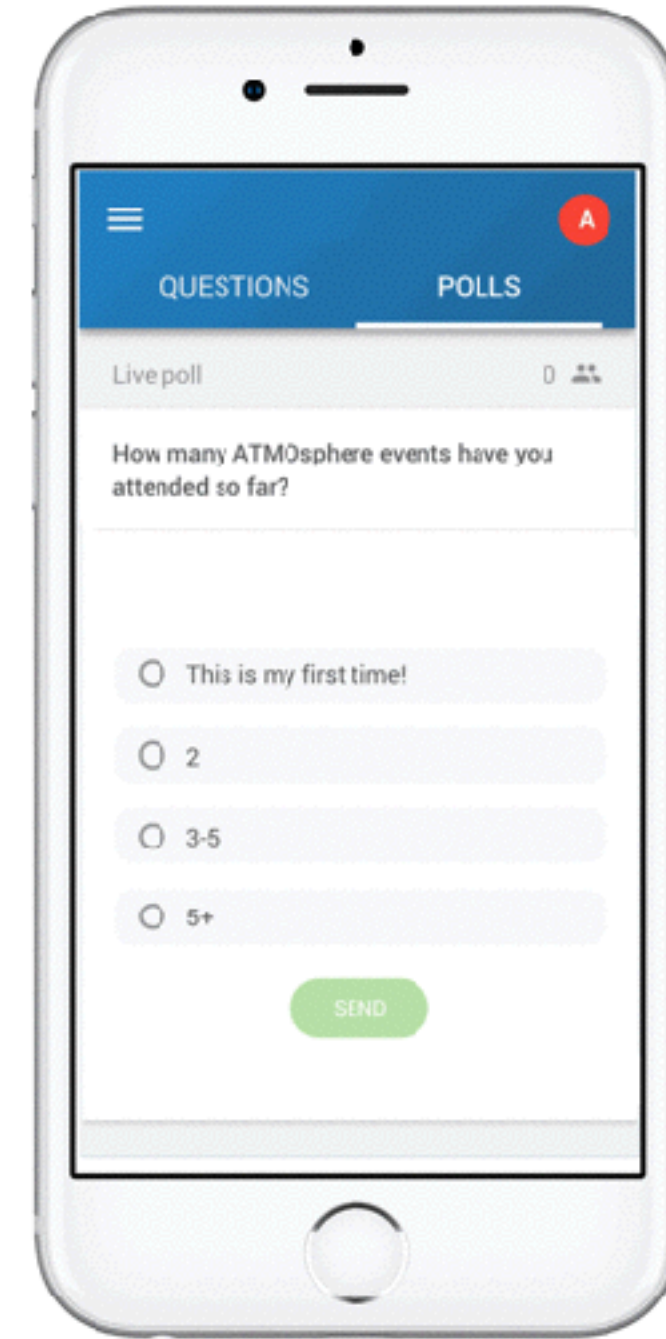 A
QUESTIONS POLLS
Live poll 0
How many ATMOsphere events have you
attended so far?
This is my first time!
2
3-5
5+
SEND